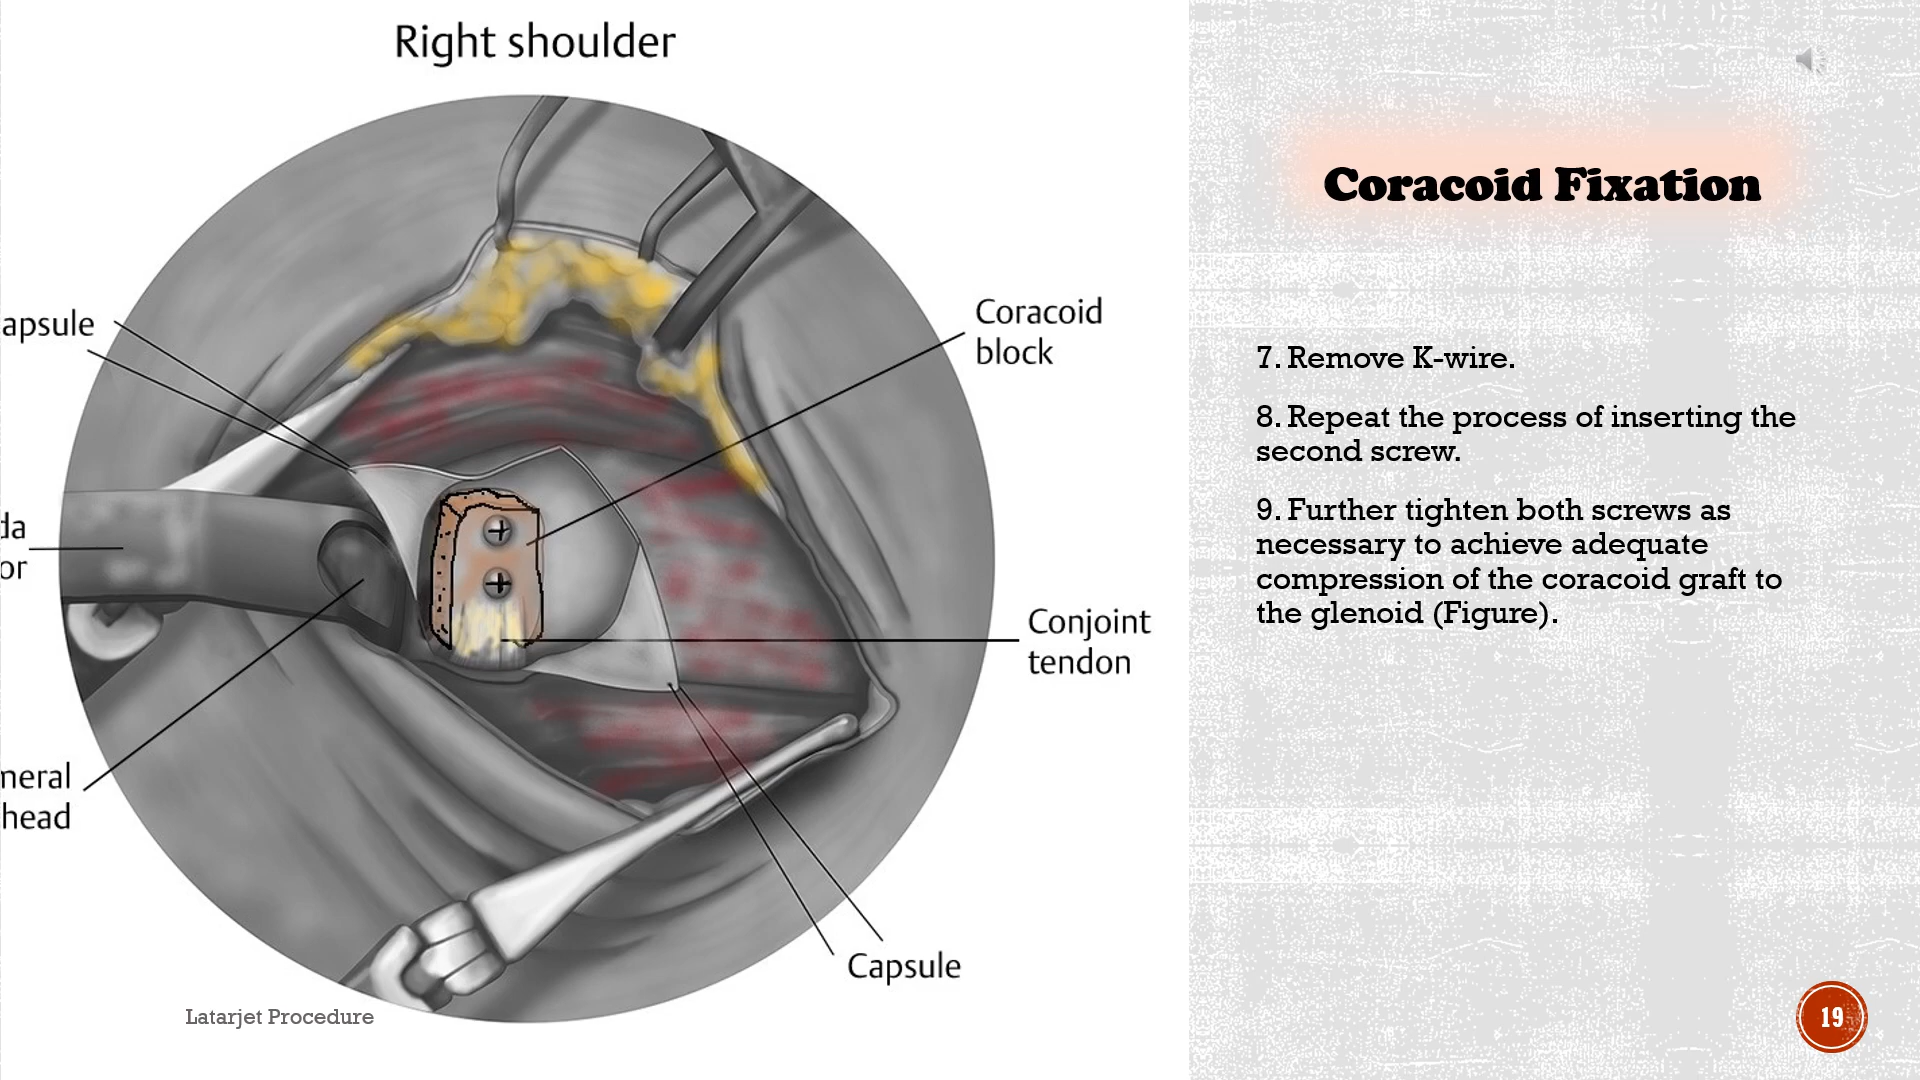 Right shoulder
apsule
da
or
meral
head
Coracoid
block
Conjoint
tendon
Capsule
Latarjet Procedure
Coracoid Fixation
7. Remove K-wire.
8. Repeat the process of inserting the
second screw.
9. Further tighten both screws as
necessary to achieve adequate
compression of the coracoid graft to
the glenoid (Figure).
19